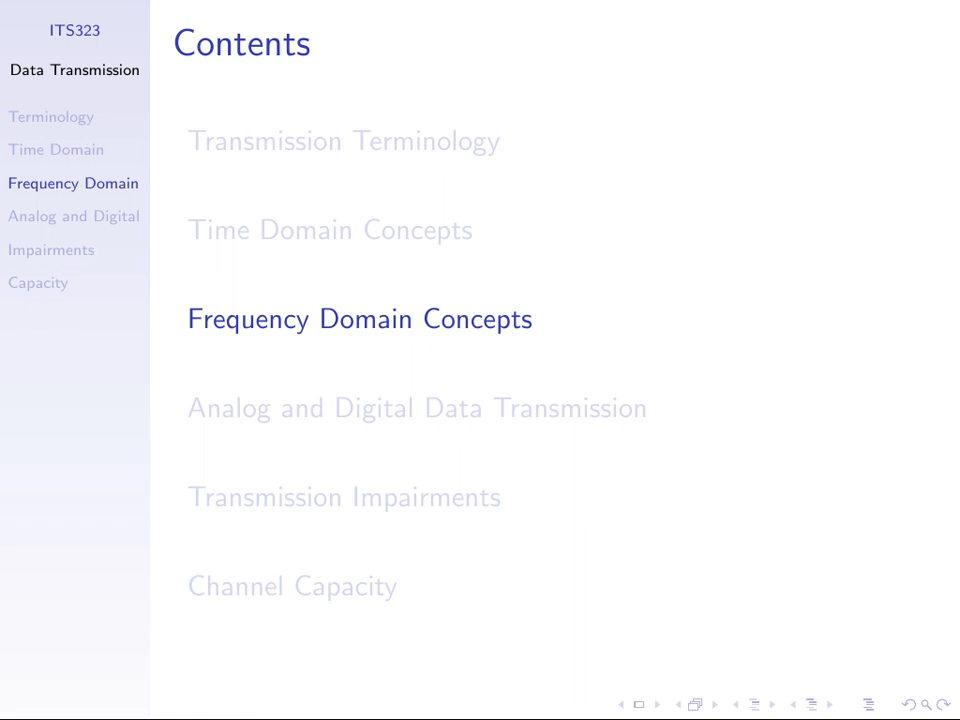 ITS323
Data Transmission
Terminology
Time Domain
Frequency Domain
Analog and Digital
Impairments
Capacity
Contents
Transmission Terminology
Time Domain Concepts
Frequency Domain Concepts
Analog and Digital Data Transmission
Transmission Impairments
Channel Capacity